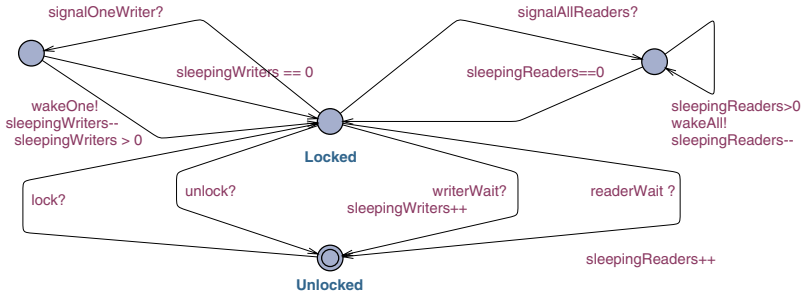 signalOneWriter?
signalAllReaders?
sleepingWriters == 0
sleepingReaders==0
wakeOne!
sleepingWriters--
sleepingWriters > 0
sleepingReaders>0
wakeAll!
sleepingReaders--
Locked
lock?
unlock?
writerWait?
sleepingWriters++
readerWait ?
sleepingReaders++
Unlocked